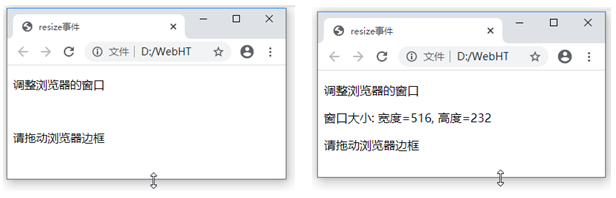 resize事件
文件 D:/WebHT
调整浏览器的窗口
请拖动浏览器边框
resize事件
文件 D:/WebHT
调整浏览器的窗口
窗口大小: 宽度=516, 高度=232
请拖动浏览器边框